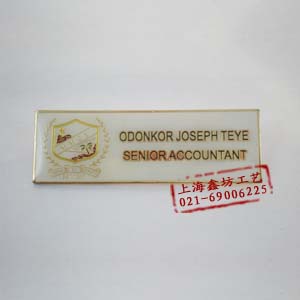 ODONKOR JOSEPH TEYE
SENIOR ACCOUNTANT
上海鑫坊工艺
021-69006225